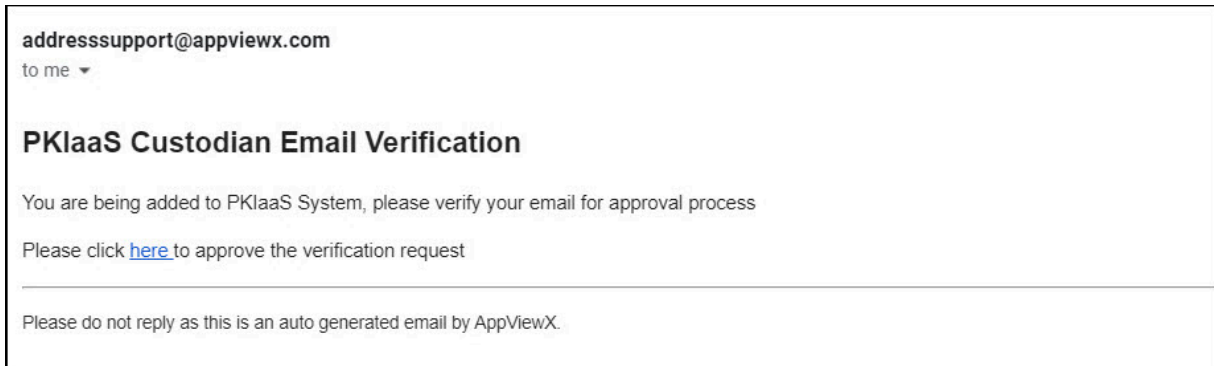 addresssupport@appviewx.com
to me
PKIaaS Custodian Email Verification
You are being added to PKIaaS System, please verify your email for approval process
Please click here to approve the verification request
Please do not reply as this is an auto generated email by AppViewX.